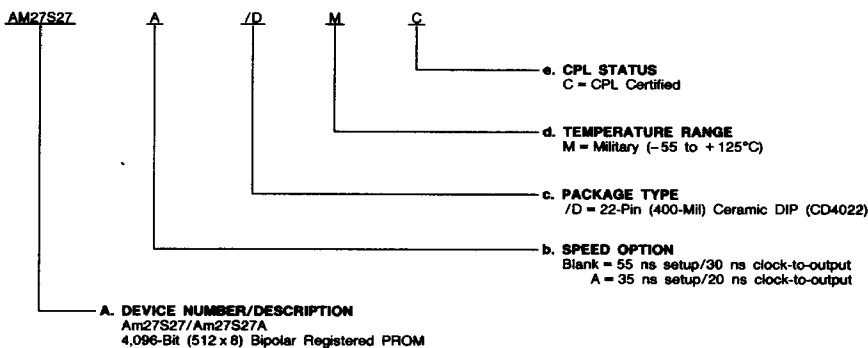 AM27S27 A /D M C
e. CPL STATUS
C = CPL Certified
d. TEMPERATURE RANGE
M = Military (-55 to +125°C)
c. PACKAGE TYPE
/D = 22-Pin (400-Mil) Ceramic DIP (CD4022)
b. SPEED OPTION
Blank = 55 ns setup/30 ns clock-to-output
A = 35 ns setup/20 ns clock-to-output
A. DEVICE NUMBER/DESCRIPTION
Am27S27/Am27S27A
4,096-Bit (512 x 8) Bipolar Registered PROM